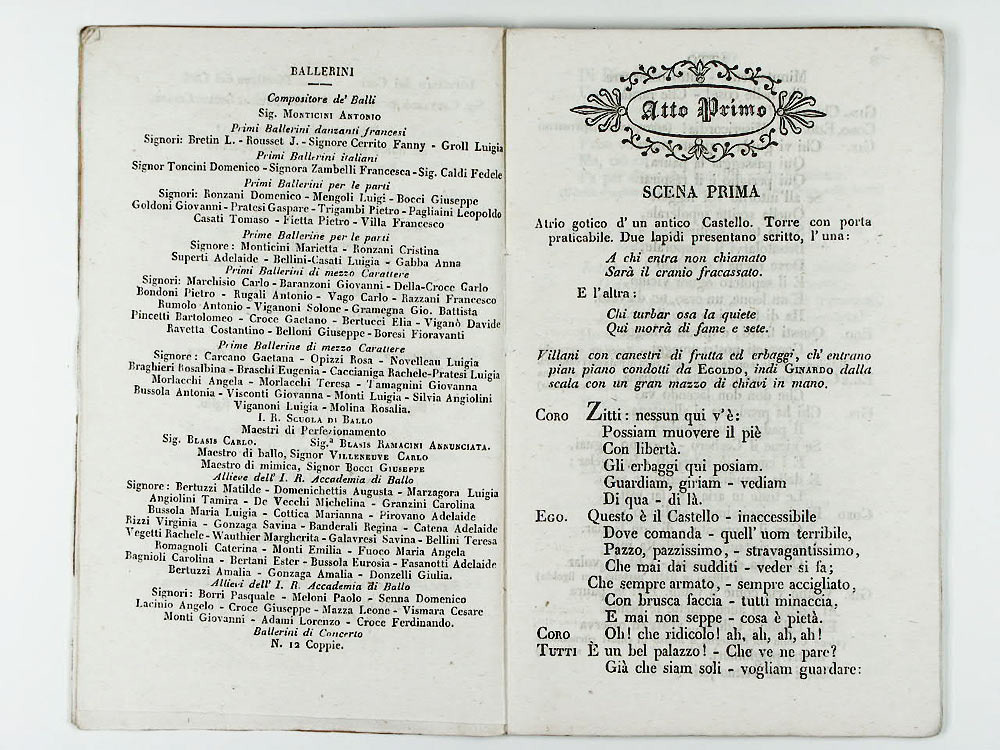 BALLERINI
Compositore de' Balli
Sig. MONTICINI ANTONIO
Primi Ballerini danzanti francesi
Signori: Bretin L. - Rousset J. - Signore Cerrito Fanny - Groll Luigia
Primi Ballerini italiani
Signor Toncini Domenico - Signora Zambelli Francesca - Sig. Caldi Fedele
Primi Ballerini per le parti
Signori: Ronzani Domenico - Mengoli Luigi - Bocci Giuseppe
Goldoni Giovanni - Pratesi Gaspare - Trigambi Pietro - Pagliaini Leopoldo
Casati Tomaso - Fietta Pietro - Villa Francesco
Prime Ballerine per le parti
Signore: Monticini Marietta - Ronzani Cristina
Superti Adelaide - Bellini-Casati Luigia - Gabba Anna
Primi Ballerini di mezzo Carattere
Signori: Marchisio Carlo - Baranzoni Giovanni - Della-Croce Carlo
Bondoni Pietro - Rugali Antonio - Vago Carlo - Razzani Francesco
Rumolo Antonio - Viganoni Solone - Gramegna Gio. Battista
Pincetti Bartolomeo - Croce Gaetano - Bertucci Elia - Viganò Davide
Ravetta Costantino - Belloni Giuseppe - Boresi Fioravanti
Prime Ballerine di mezzo Carattere
Signore: Carcano Gaetana - Opizzi Rosa - Novelleau Luigia
Braghieri Rosalbina - Braschi Eugenia - Caccianiga Rachele - Pratesi Luigia
Morlacchi Angela - Morlacchi Teresa - Tamagnini Giovanna
Bussola Antonia - Visconti Giovanna - Monti Luigia - Silvia Angiolini
Viganoni Luigia - Molina Rosalia.
I. R. SCUOLA DI BALLO
Maestri di Perfezionamento
Sig. BLASIS CARLO. Sig.ª BLASIS RAMACINI ANNUNCIATA.
Maestro di ballo, Signor VILLENEUVE CARLO
Maestro di mimica, Signor BOCCI GIUSEPPE
Allieve dell' I. R. Accademia di Ballo
Signore: Bertuzzi Matilde - Domenichettis Augusta - Marzagora Luigia
Angiolini Tamira - De Vecchi Michelina - Granzini Carolina
Bussola Maria Luigia - Cottica Marianna - Pirovano Adelaide
Rizzi Virginia - Gonzaga Savina - Banderali Regina - Catena Adelaide
Vegetti Rachele - Wauthier Margherita - Galavresi Savina - Bellini Teresa
Romagnoli Caterina - Monti Emilia - Fuoco Maria Angela
Bagnioli Carolina - Bertani Ester - Bussola Eurosia - Fasanotti Adelaide
Bertuzzi Amalia - Gonzaga Amalia - Donzelli Giulia.
Allievi dell' I. R. Accademia di Ballo
Signori: Borri Pasquale - Meloni Paolo - Senna Domenico
Lacinio Angelo - Croce Giuseppe - Mazza Leone - Vismara Cesare
Monti Giovanni - Adami Lorenzo - Croce Ferdinando.
Ballerini di Concerto
N. 12 Coppie.
Atto Primo
SCENA PRIMA
Atrio gotico d' un antico Castello. Torre con porta
praticabile. Due lapidi presentano scritto, l' una:
A chi entra non chiamato
Sarà il cranio fracassato.
E l' altra:
Chi turbar osa la quiete
Qui morrà di fame e sete.
Villani con canestri di frutta ed erbaggi, ch' entrano
pian piano condotti da EGOLDO, indi GINARDO dalla
scala con un gran mazzo di chiavi in mano.
CORO Zitti: nessun qui v' è:
Possiam muovere il piè
Con libertà.
Gli erbaggi qui posiam.
Guardiam, giriam - vediam
Di qua - di là.
EGO. Questo è il Castello - inaccessibile
Dove comanda - quell' uom terribile,
Pazzo, pazzissimo, - stravagantissimo,
Che mai dai sudditi - veder si fa;
Che sempre armato, - sempre accigliato,
Con brusca faccia - tutti minaccia,
E mai non seppe - cosa è pietà.
CORO Oh! che ridicolo! ah, ah, ah, ah!
TUTTI È un bel palazzo! - Che ve ne pare?
Già che siam soli - vogliam guardare: